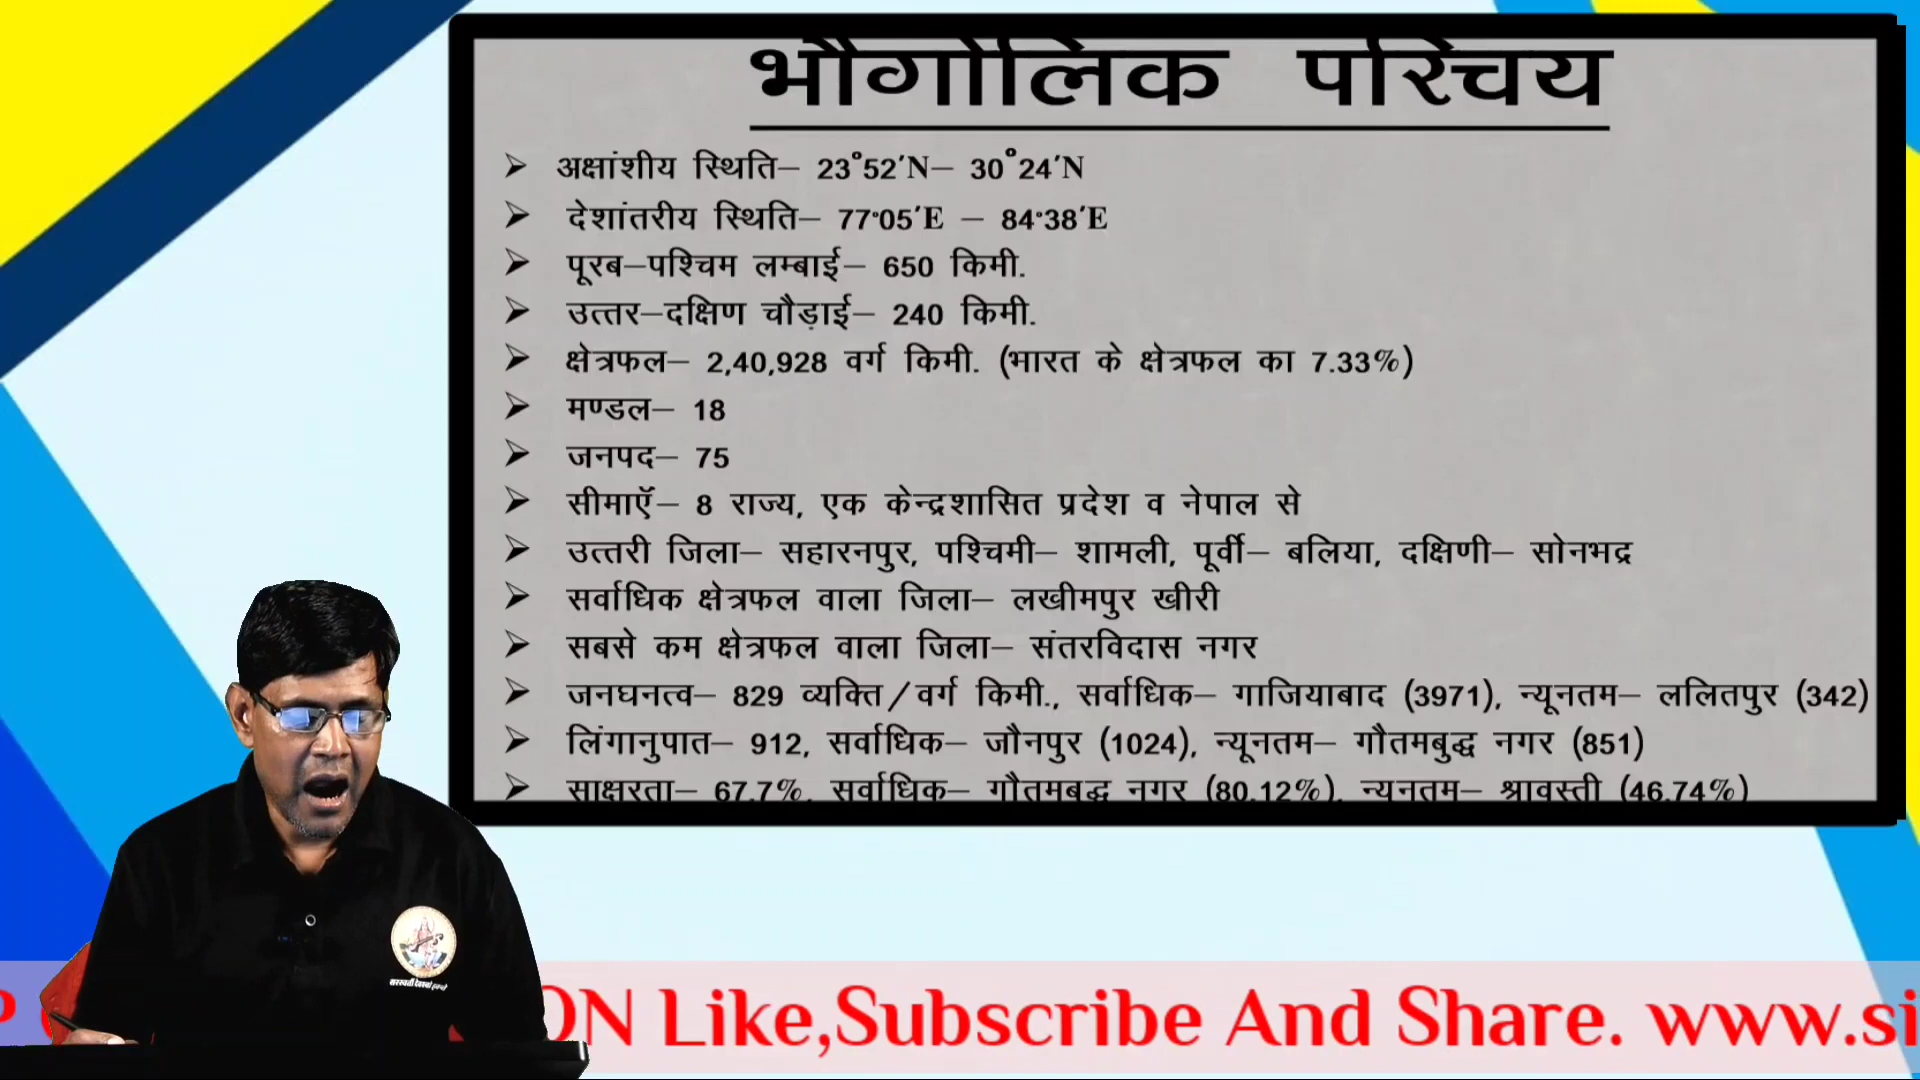 भौगोलिक परिचय
➢ अक्षांशीय स्थिति– 23°52′N– 30°24′N
➢ देशांतरीय स्थिति– 77°05′E – 84°38′E
➢ पूरब–पश्चिम लम्बाई– 650 किमी.
➢ उत्तर–दक्षिण चौड़ाई– 240 किमी.
➢ क्षेत्रफल– 2,40,928 वर्ग किमी. (भारत के क्षेत्रफल का 7.33%)
➢ मण्डल– 18
➢ जनपद– 75
➢ सीमाएँ– 8 राज्य, एक केन्द्रशासित प्रदेश व नेपाल से
➢ उत्तरी जिला– सहारनपुर, पश्चिमी– शामली, पूर्वी– बलिया, दक्षिणी– सोनभद्र
➢ सर्वाधिक क्षेत्रफल वाला जिला– लखीमपुर खीरी
➢ सबसे कम क्षेत्रफल वाला जिला– संतरविदास नगर
➢ जनघनत्व– 829 व्यक्ति/वर्ग किमी., सर्वाधिक– गाजियाबाद (3971), न्यूनतम– ललितपुर (342)
➢ लिंगानुपात– 912, सर्वाधिक– जौनपुर (1024), न्यूनतम– गौतमबुद्ध नगर (851)
➢ साक्षरता– 67.7%, सर्वाधिक– गौतमबुद्ध नगर (80.12%), न्यूनतम– श्रावस्ती (46.74%)
ON Like,Subscribe And Share. www.si